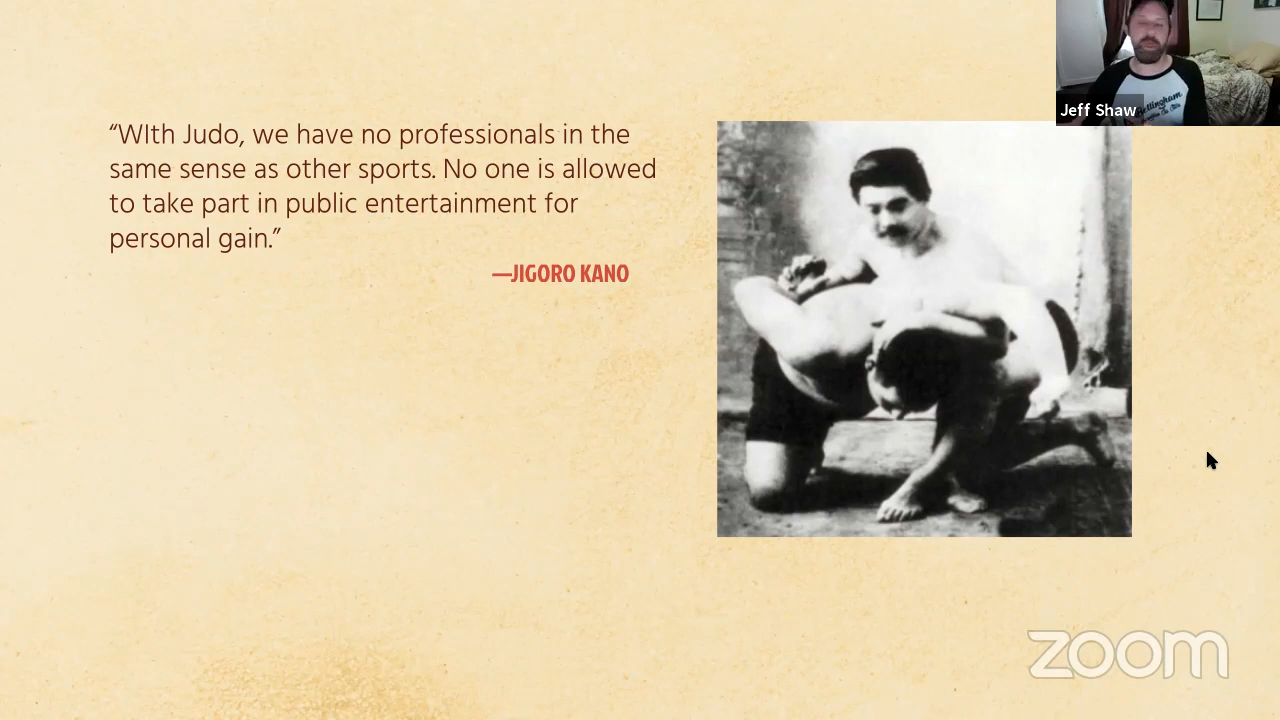 “WIth Judo, we have no professionals in the
same sense as other sports. No one is allowed
to take part in public entertainment for
personal gain.”
—JIGORO KANO
Jeff Shaw
zoom